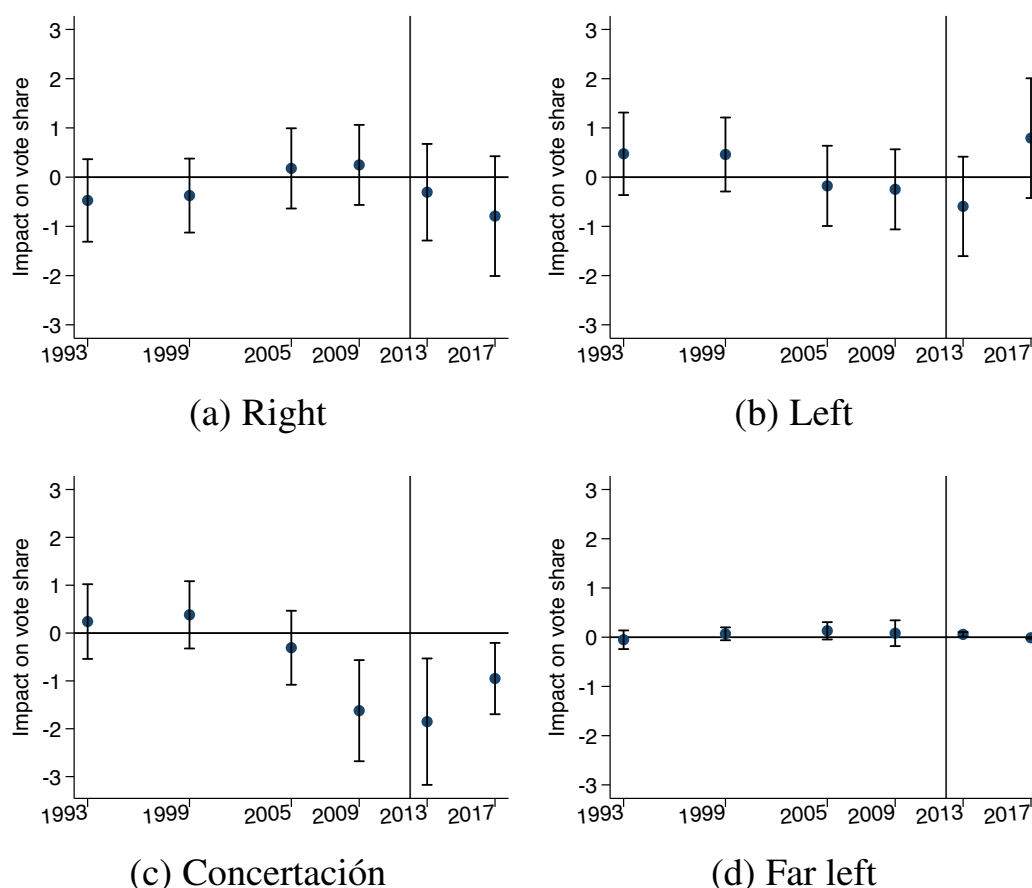 Impact on vote share
3
2
1
0
-1
-2
-3
1993 1999 2005 2009 2013 2017
(a) Right
Impact on vote share
3
2
1
0
-1
-2
-3
1993 1999 2005 2009 2013 2017
(b) Left
Impact on vote share
3
2
1
0
-1
-2
-3
1993 1999 2005 2009 2013 2017
(c) Concertación
Impact on vote share
3
2
1
0
-1
-2
-3
1993 1999 2005 2009 2013 2017
(d) Far left